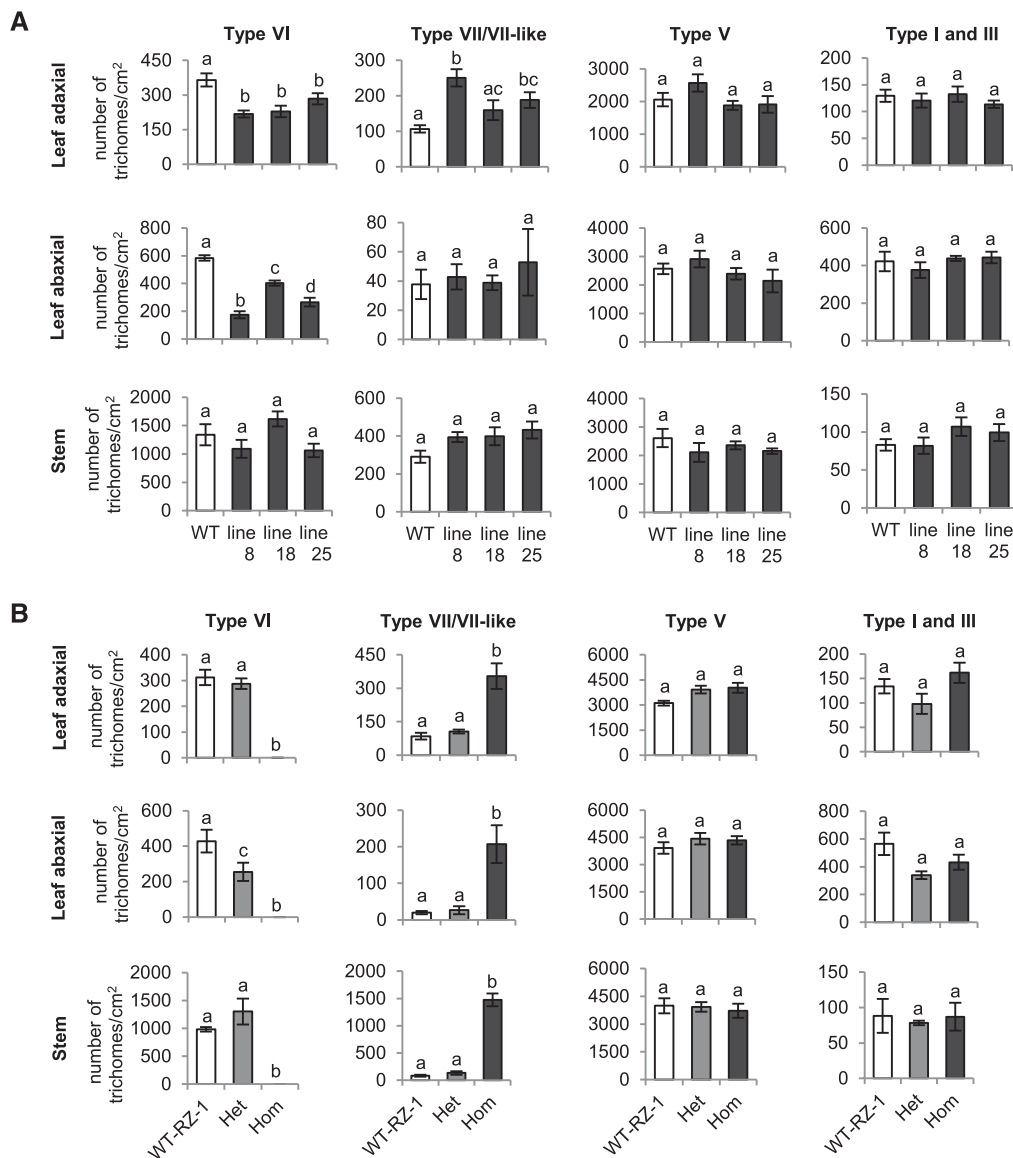 A
Type VI
Type VII/VII-like
Type V
Type I and III
Leaf adaxial
number of
trichomes/cm²
450
300
150
0
a
b
b
b
300
200
100
0
a
b
ac
bc
3000
2000
1000
0
a
a
a
a
200
150
100
50
0
a
a
a
a
Leaf abaxial
number of
trichomes/cm²
800
600
400
200
0
a
b
c
d
80
60
40
20
0
a
a
a
a
4000
3000
2000
1000
0
a
a
a
a
600
400
200
0
a
a
a
a
Stem
number of
trichomes/cm²
2000
1500
1000
500
0
a
a
a
a
600
400
200
0
a
a
a
a
4000
3000
2000
1000
0
a
a
a
a
150
100
50
0
a
a
a
a
WT line 8 line 18 line 25
WT line 8 line 18 line 25
WT line 8 line 18 line 25
WT line 8 line 18 line 25
B
Type VI
Type VII/VII-like
Type V
Type I and III
Leaf adaxial
number of
trichomes/cm²
400
300
200
100
0
a
a
b
450
300
150
0
a
a
b
6000
4500
3000
1500
0
a
a
a
200
150
100
50
0
a
a
a
Leaf abaxial
number of
trichomes/cm²
600
400
200
0
a
c
b
300
200
100
0
a
a
b
6000
4500
3000
1500
0
a
a
a
800
600
400
200
0
a
a
a
Stem
number of
trichomes/cm²
2000
1500
1000
500
0
a
a
b
2000
1500
1000
500
0
a
a
b
6000
4500
3000
1500
0
a
a
a
150
100
50
0
a
a
a
WT-RZ-1 Het Hom
WT-RZ-1 Het Hom
WT-RZ-1 Het Hom
WT-RZ-1 Het Hom